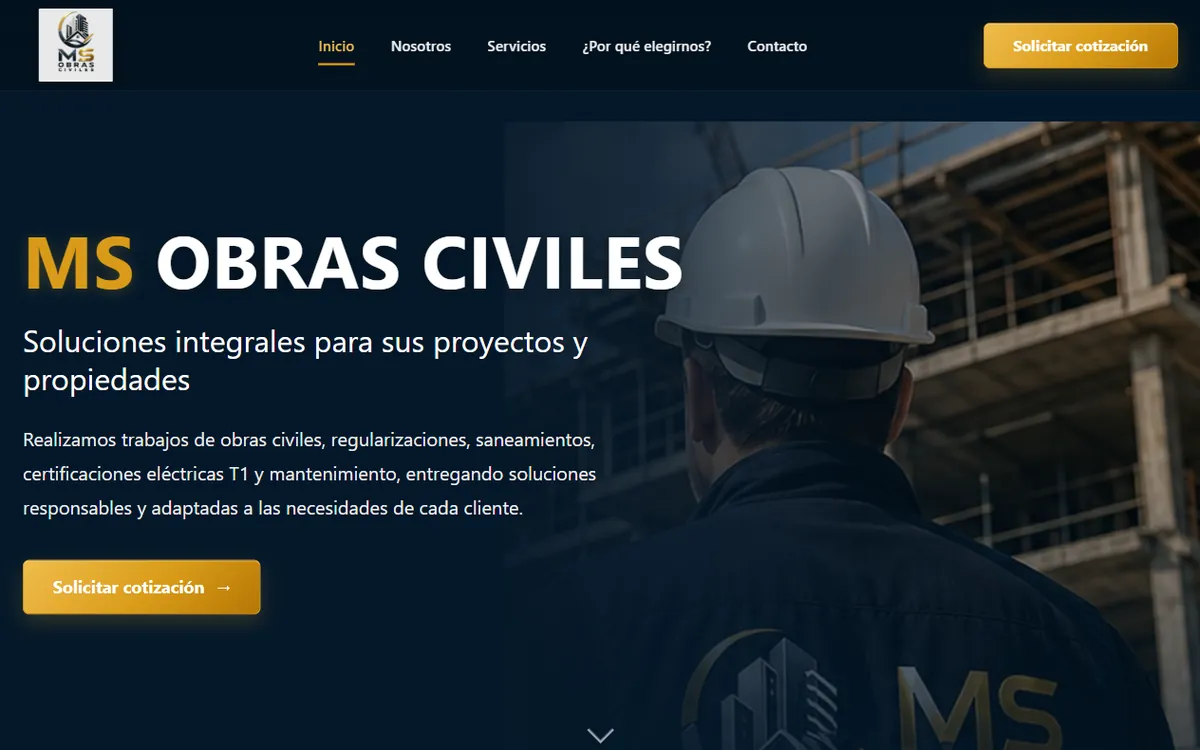 MS
OBRAS
CIVILES
Inicio
Nosotros
Servicios
¿Por qué elegirnos?
Contacto
Solicitar cotización
MS OBRAS CIVILES
Soluciones integrales para sus proyectos y
propiedades
Realizamos trabajos de obras civiles, regularizaciones, saneamientos,
certificaciones eléctricas T1 y mantenimiento, entregando soluciones
responsables y adaptadas a las necesidades de cada cliente.
Solicitar cotización →
MS